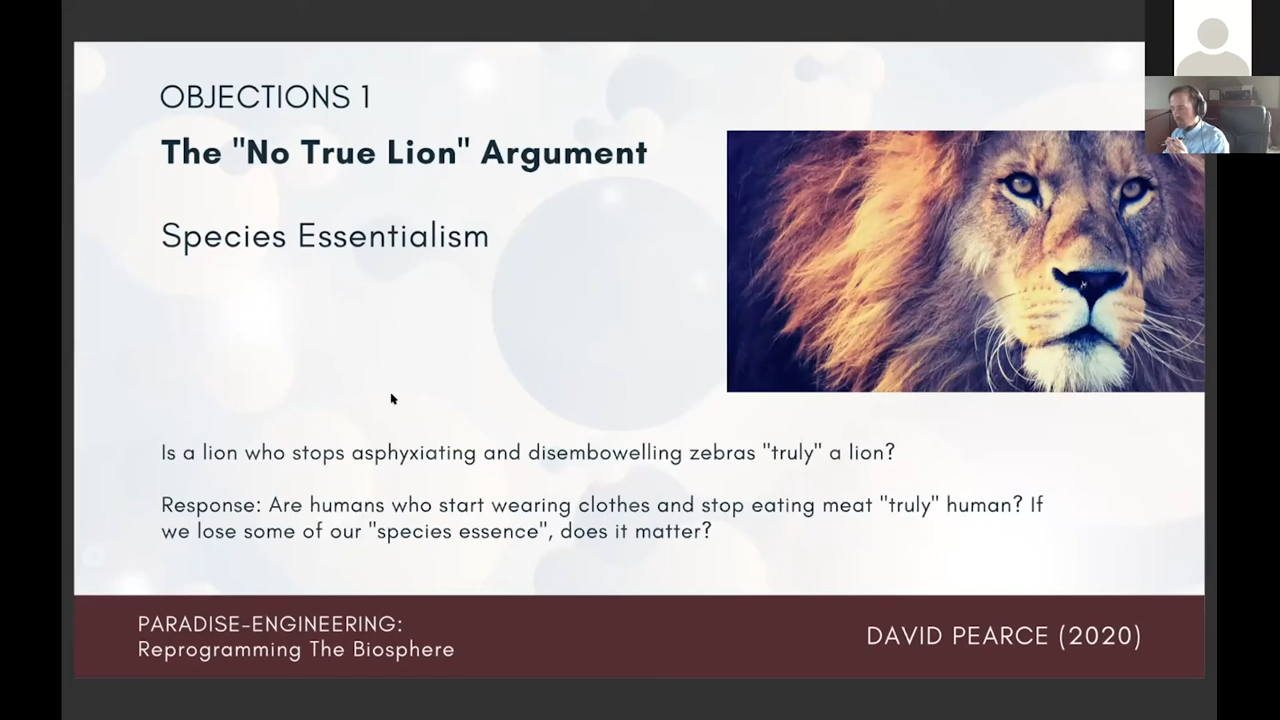 OBJECTIONS 1
The "No True Lion" Argument
Species Essentialism
Is a lion who stops asphyxiating and disembowelling zebras "truly" a lion?
Response: Are humans who start wearing clothes and stop eating meat "truly" human? If
we lose some of our "species essence", does it matter?
PARADISE-ENGINEERING:
Reprogramming The Biosphere
DAVID PEARCE (2020)